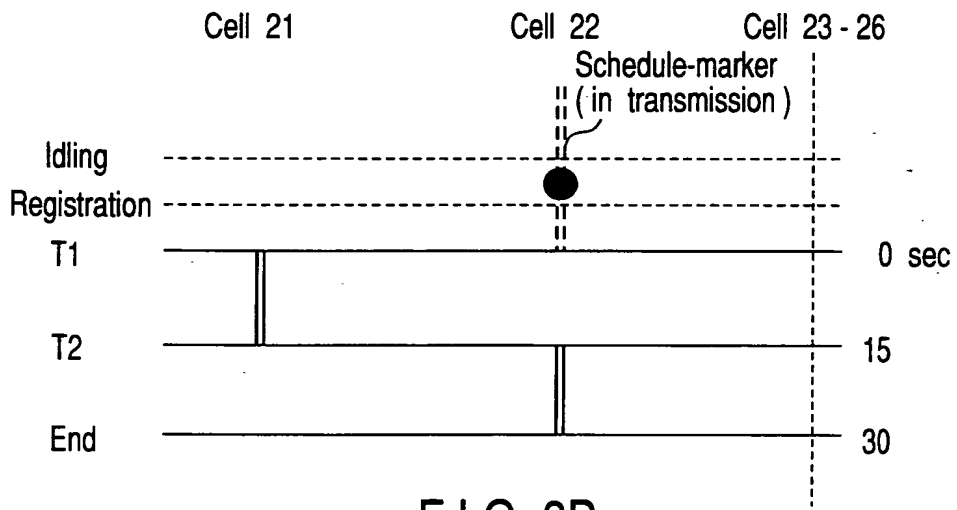 Cell 21 Cell 22 Cell 23 - 26
Schedule-marker
( in transmission )
Idling
Registration
T1 0 sec
T2 15
End 30